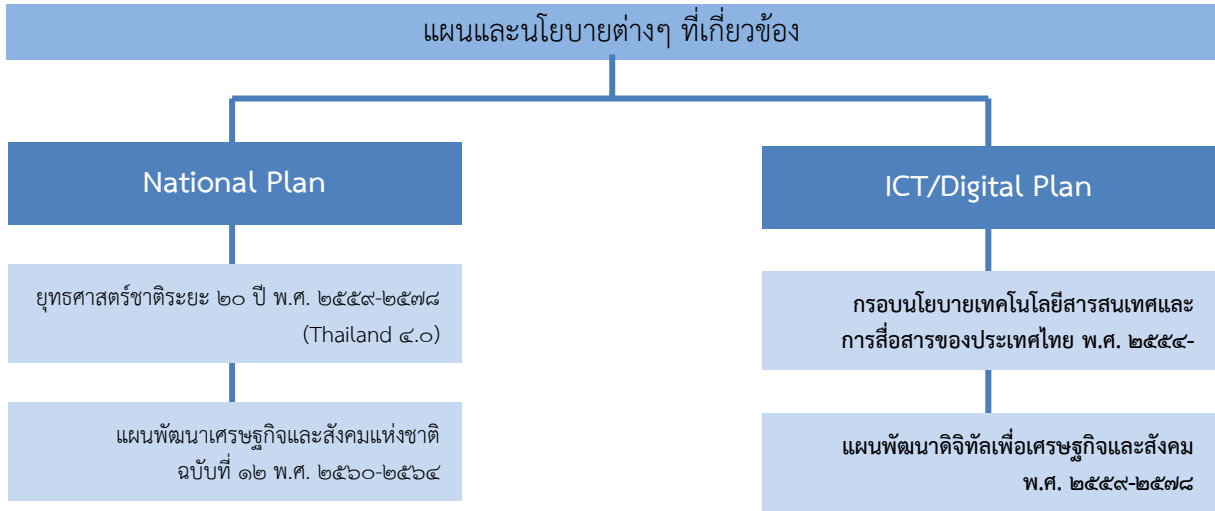 แผนและนโยบายต่างๆ ที่เกี่ยวข้อง
National Plan
ยุทธศาสตร์ชาติระยะ ๒๐ ปี พ.ศ. ๒๕๕๙-๒๕๗๘
(Thailand ๔.๐)
แผนพัฒนาเศรษฐกิจและสังคมแห่งชาติ
ฉบับที่ ๑๒ พ.ศ. ๒๕๖๐-๒๕๖๔
ICT/Digital Plan
กรอบนโยบายเทคโนโลยีสารสนเทศและ
การสื่อสารของประเทศไทย พ.ศ. ๒๕๕๔-
แผนพัฒนาดิจิทัลเพื่อเศรษฐกิจและสังคม
พ.ศ. ๒๕๕๙-๒๕๗๘